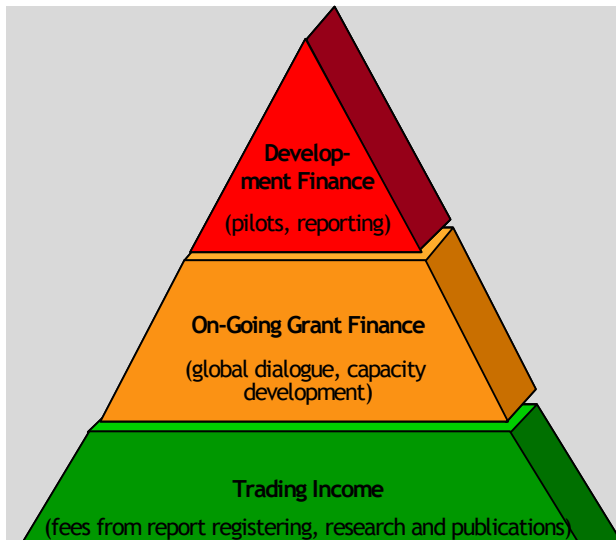 Develop-
ment Finance
(pilots, reporting)
On-Going Grant Finance
(global dialogue, capacity
development)
Trading Income
(fees from report registering, research and publications)